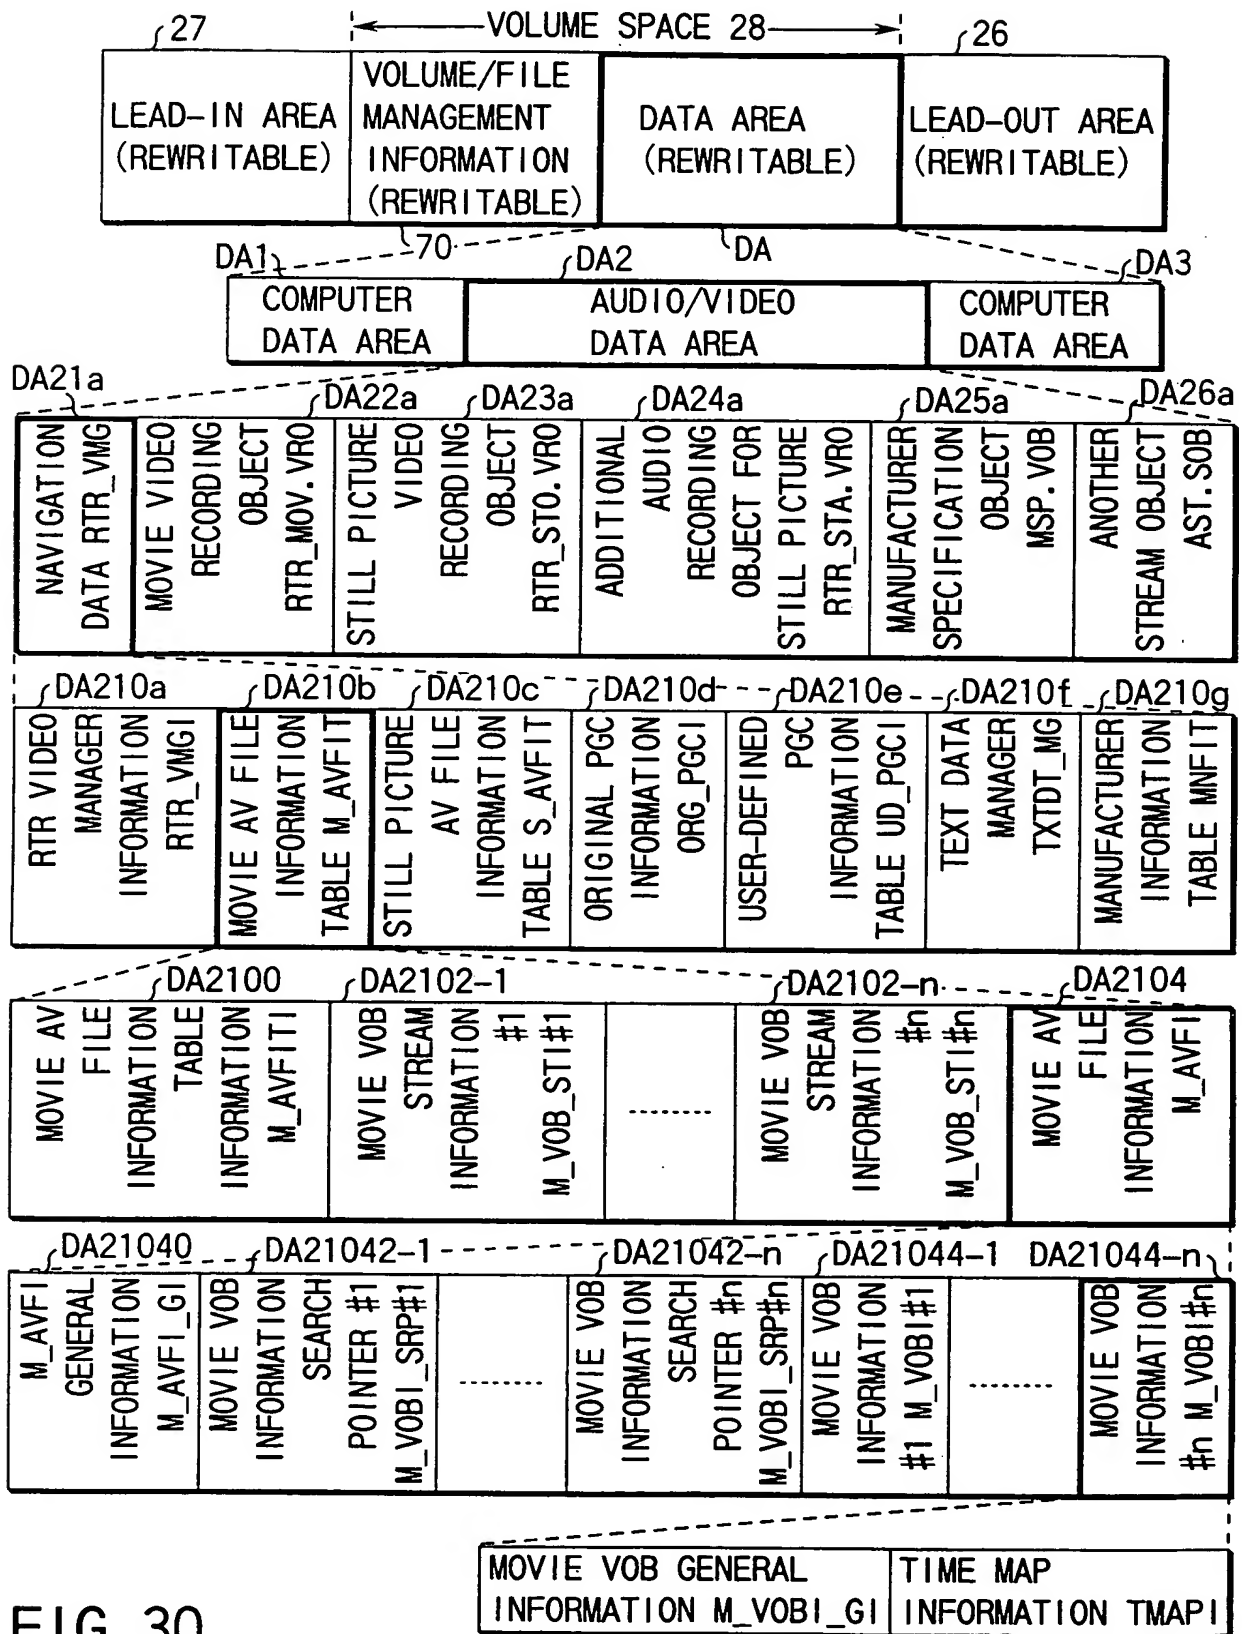 27
VOLUME SPACE 28
26
LEAD-IN AREA
(REWRITABLE)
VOLUME/FILE
MANAGEMENT
INFORMATION
(REWRITABLE)
DATA AREA
(REWRITABLE)
LEAD-OUT AREA
(REWRITABLE)
70
DA
DA1
DA2
DA3
COMPUTER
DATA AREA
AUDIO/VIDEO
DATA AREA
COMPUTER
DATA AREA
DA21a
DA22a
DA23a
DA24a
DA25a
DA26a
NAVIGATION
DATA RTR_VMG
MOVIE VIDEO
RECORDING
OBJECT
RTR_MOV.VRO
STILL PICTURE
VIDEO
RECORDING
OBJECT
RTR_STO.VRO
ADDITIONAL
AUDIO
RECORDING
OBJECT FOR
STILL PICTURE
RTR_STA.VRO
MANUFACTURER
SPECIFICATION
OBJECT
MSP.VOB
ANOTHER
STREAM OBJECT
AST.SOB
DA210a
DA210b
DA210c
DA210d
DA210e
DA210f
DA210g
RTR VIDEO
MANAGER
INFORMATION
RTR_VMGI
MOVIE AV FILE
INFORMATION
TABLE M_AVFIT
STILL PICTURE
AV FILE
INFORMATION
TABLE S_AVFIT
ORIGINAL PGC
INFORMATION
ORG_PGCI
USER-DEFINED
PGC
INFORMATION
TABLE UD_PGCI
TEXT DATA
MANAGER
TXTDT_MG
MANUFACTURER
INFORMATION
TABLE MNFIT
DA2100
DA2102-1
DA2102-n
DA2104
MOVIE AV
FILE
INFORMATION
TABLE
INFORMATION
M_AVFITI
MOVIE VOB
STREAM
INFORMATION
#1
M_VOB_STI#1
........
MOVIE VOB
STREAM
INFORMATION
#n
M_VOB_STI#n
MOVIE AV
FILE
INFORMATION
M_AVFI
DA21040
DA21042-1
DA21042-n
DA21044-1
DA21044-n
M_AVFI
GENERAL
INFORMATION
M_AVFI_GI
MOVIE VOB
INFORMATION
SEARCH
POINTER #1
M_VOBI_SRP#1
........
MOVIE VOB
INFORMATION
SEARCH
POINTER #n
M_VOBI_SRP#n
MOVIE VOB
INFORMATION
#1 M_VOBI#1
........
MOVIE VOB
INFORMATION
#n M_VOBI#n
MOVIE VOB GENERAL
INFORMATION M_VOBI_GI
TIME MAP
INFORMATION TMAPI
FIG. 30